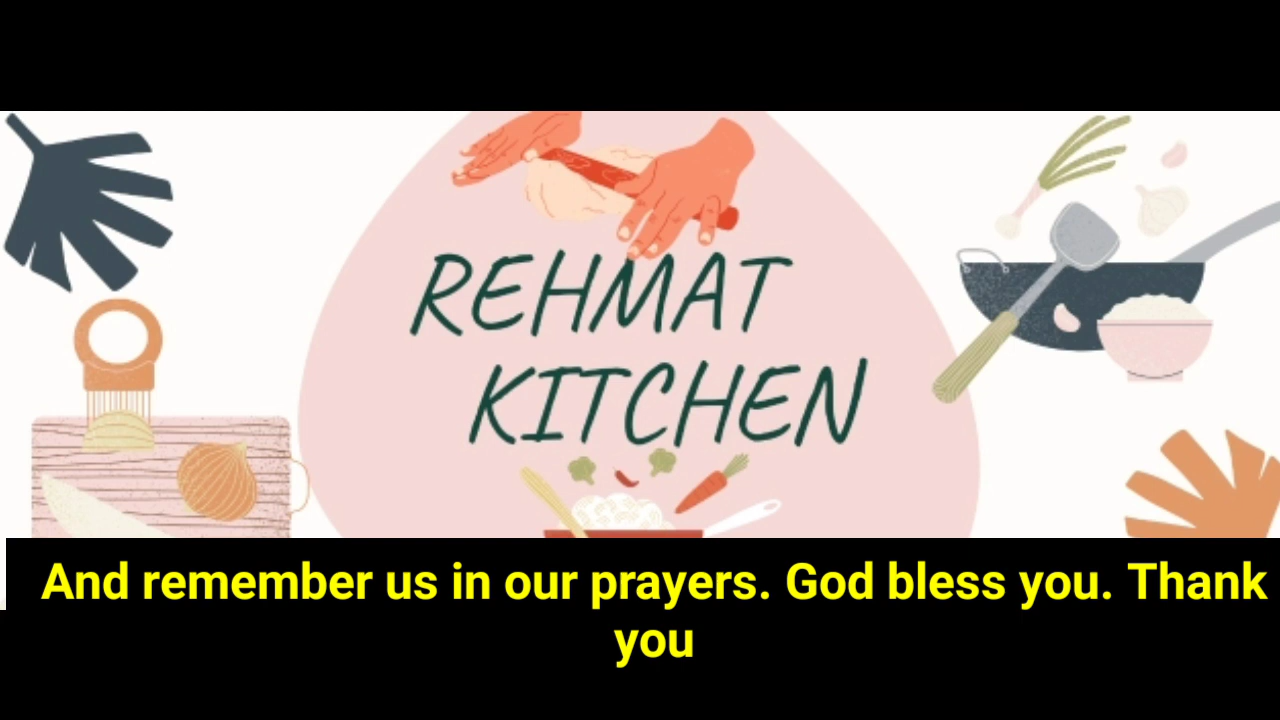 REHMAT
KITCHEN
And remember us in our prayers. God bless you. Thank
you